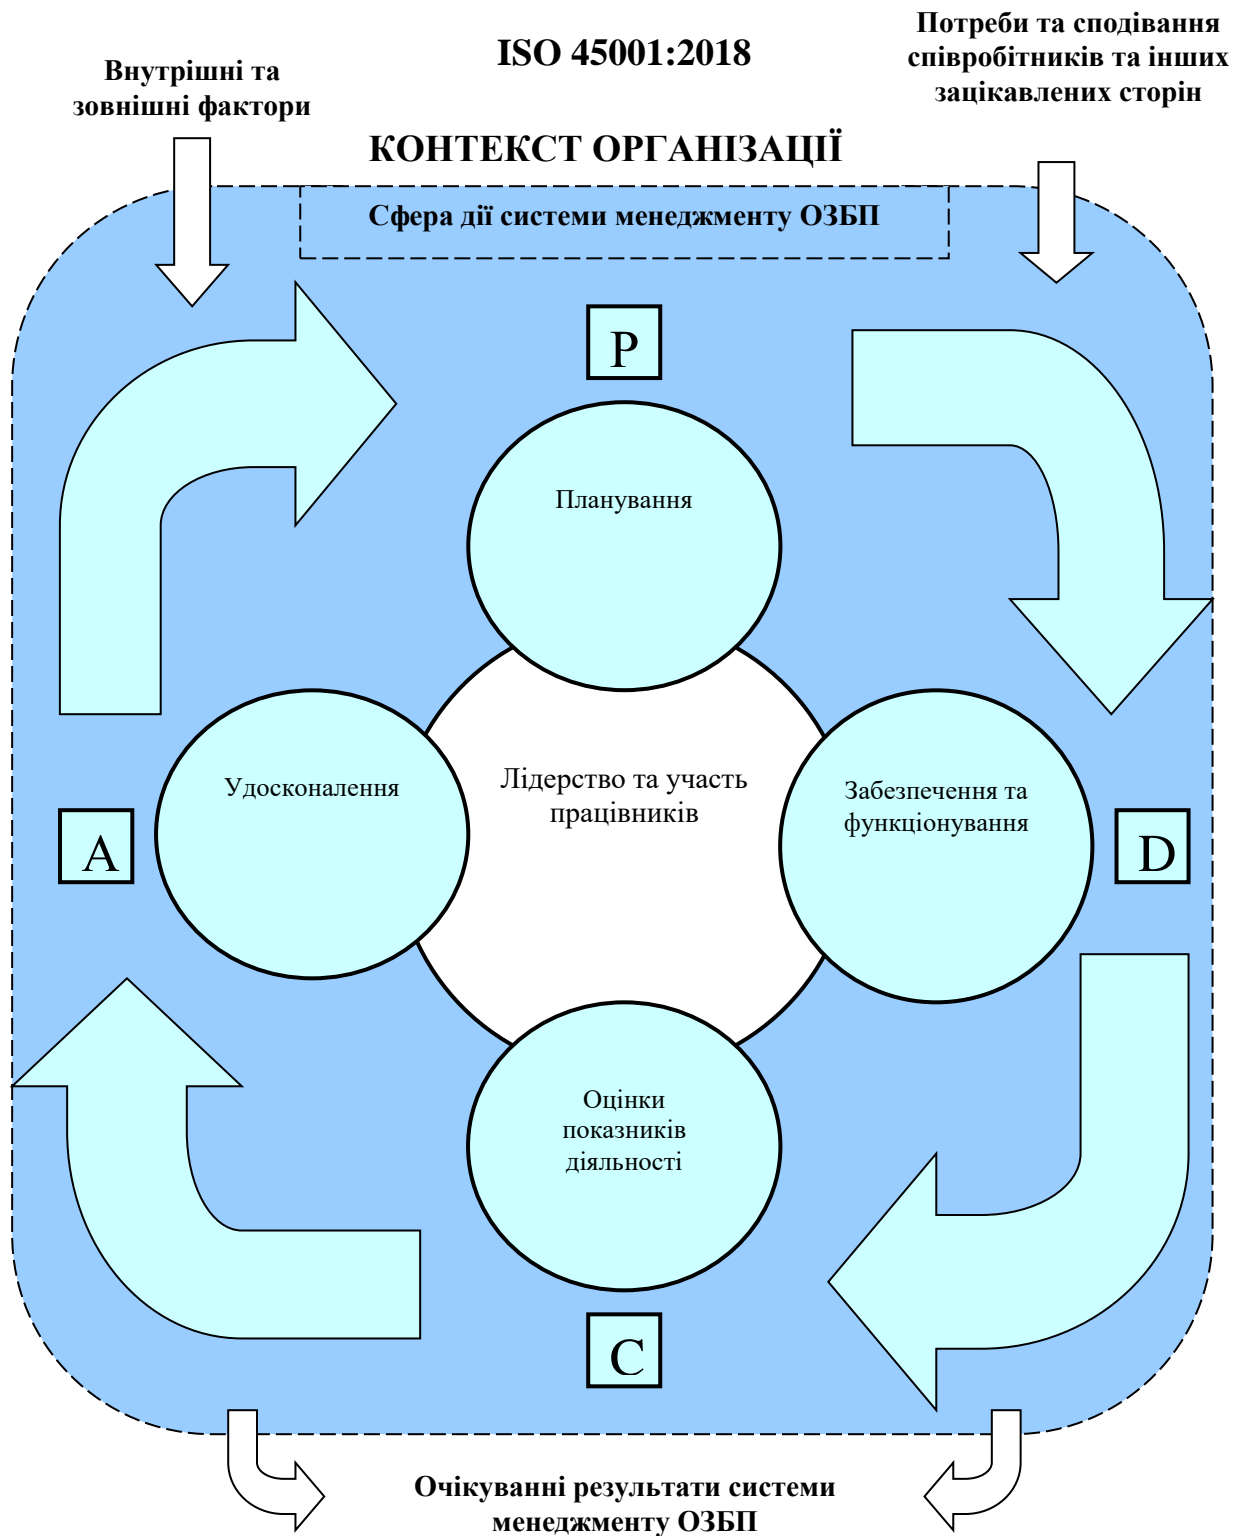 ISO 45001:2018
Внутрішні та
зовнішні фактори
Потреби та сподівання
співробітників та інших
зацікавлених сторін
КОНТЕКСТ ОРГАНІЗАЦІЇ
Сфера дії системи менеджменту ОЗБП
P
Планування
Удосконалення
Лідерство та участь
працівників
Забезпечення та
функціонування
A
D
Оцінки
показників
діяльності
C
Очікуванні результати системи
менеджменту ОЗБП